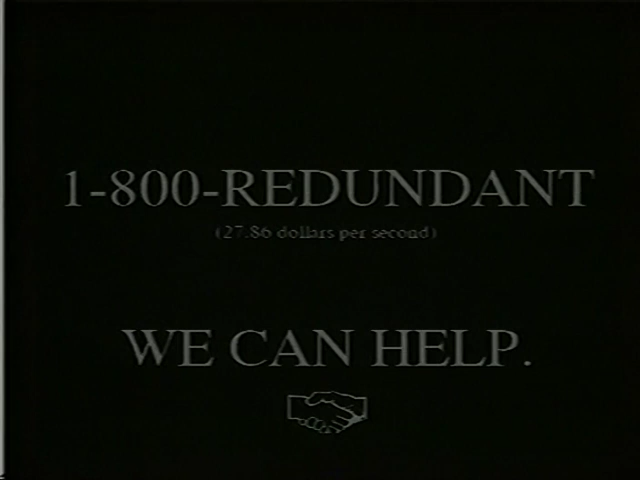 1-800-REDUNDANT
(27.86 dollars per second)
WE CAN HELP.